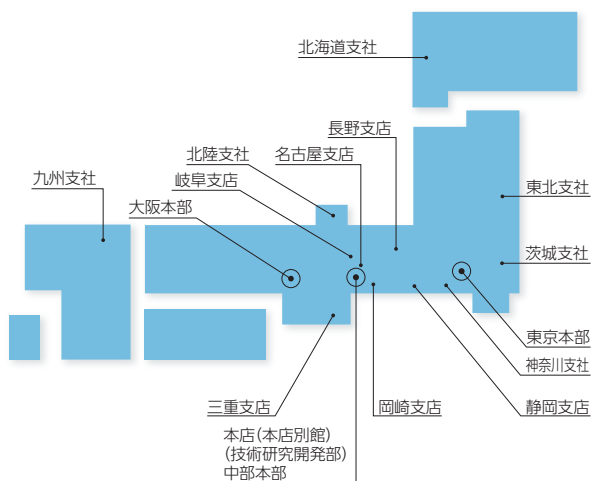 北海道支社
長野支店
北陸支社
名古屋支店
岐阜支店
九州支社
大阪本部
東北支社
茨城支社
東京本部
神奈川支社
三重支店
岡崎支店
静岡支店
本店(本店別館)
(技術研究開発部)
中部本部